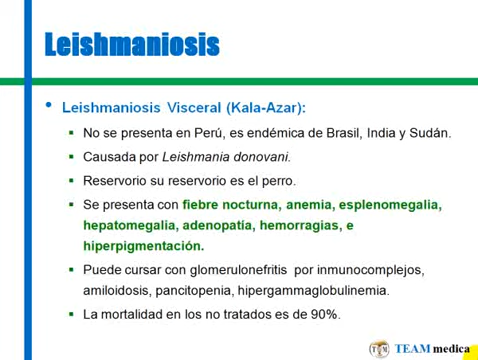 Leishmaniosis
• Leishmaniosis Visceral (Kala-Azar):
▪ No se presenta en Perú, es endémica de Brasil, India y Sudán.
▪ Causada por Leishmania donovani.
▪ Reservorio su reservorio es el perro.
▪ Se presenta con fiebre nocturna, anemia, esplenomegalia,
hepatomegalia, adenopatía, hemorragias, e
hiperpigmentación.
▪ Puede cursar con glomerulonefritis por inmunocomplejos,
amiloidosis, pancitopenia, hipergammaglobulinemia.
▪ La mortalidad en los no tratados es de 90%.
TEAM medica